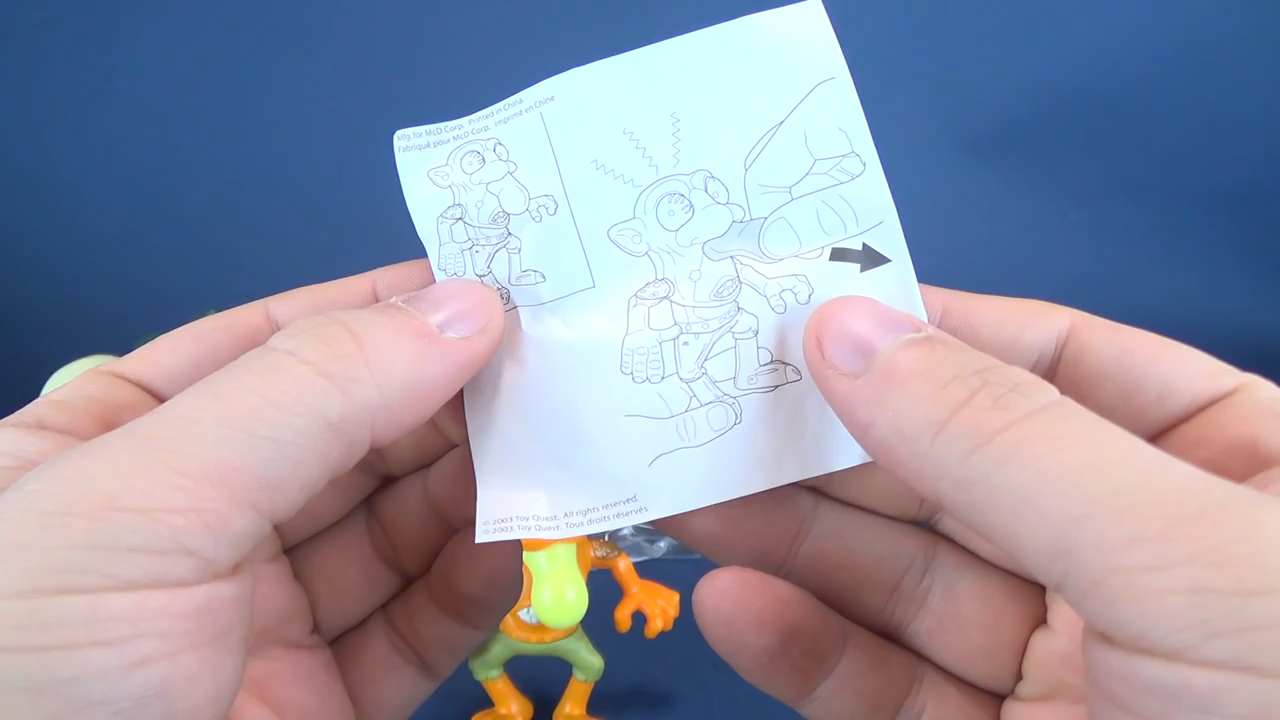 Mfg. for McD Corp. Printed in China.
Fabriqué pour McD Corp. Imprimé en Chine
© 2003 Toy Quest. All rights reserved.
© 2003, Toy Quest. Tous droits réservés